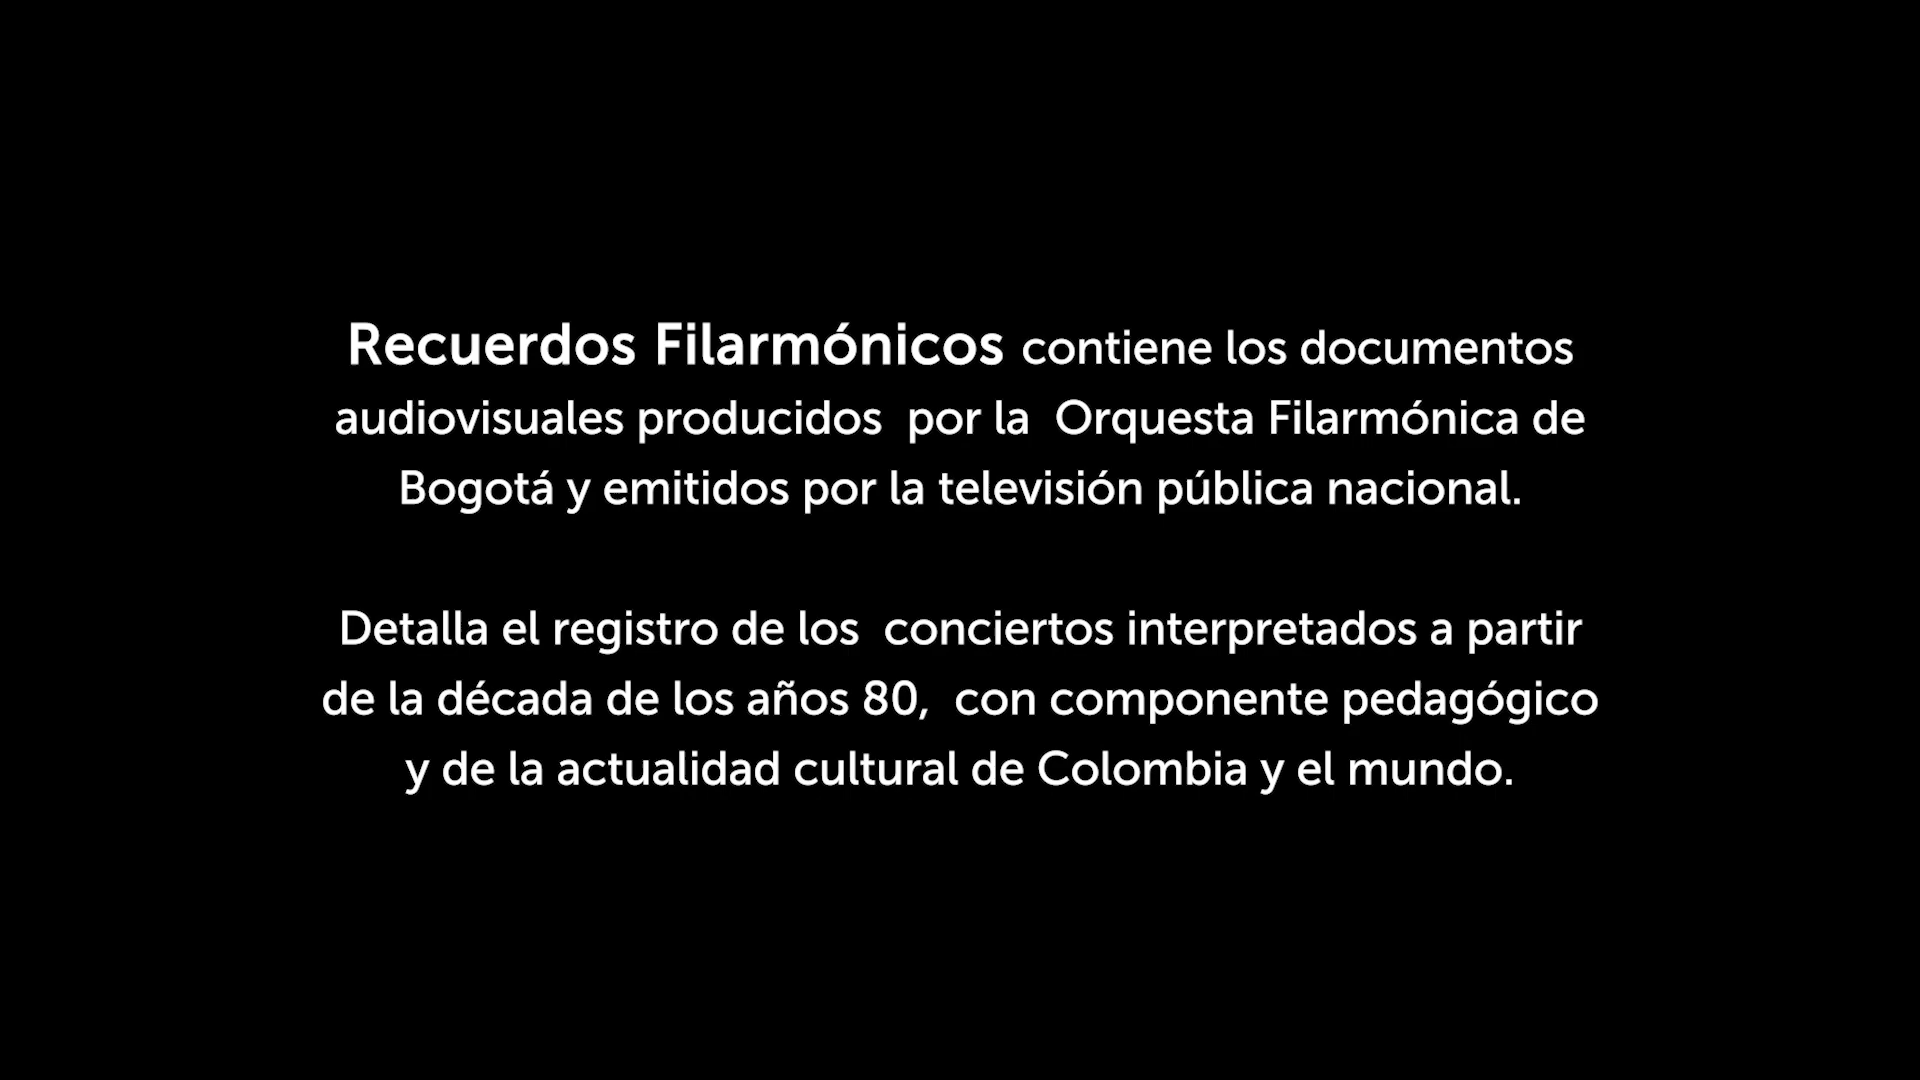 Recuerdos Filarmónicos contiene los documentos
audiovisuales producidos por la Orquesta Filarmónica de
Bogotá y emitidos por la televisión pública nacional.
Detalla el registro de los conciertos interpretados a partir
de la década de los años 80, con componente pedagógico
y de la actualidad cultural de Colombia y el mundo.